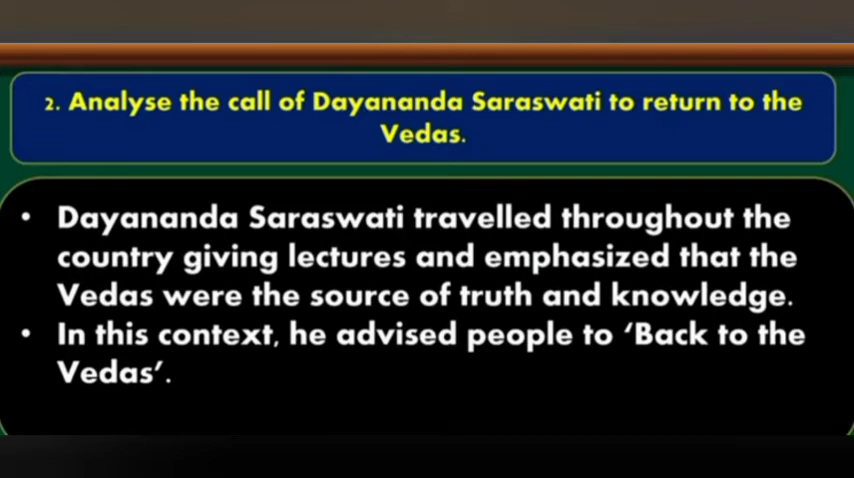 2. Analyse the call of Dayananda Saraswati to return to the
Vedas.
• Dayananda Saraswati travelled throughout the
country giving lectures and emphasized that the
Vedas were the source of truth and knowledge.
• In this context, he advised people to ‘Back to the
Vedas’.